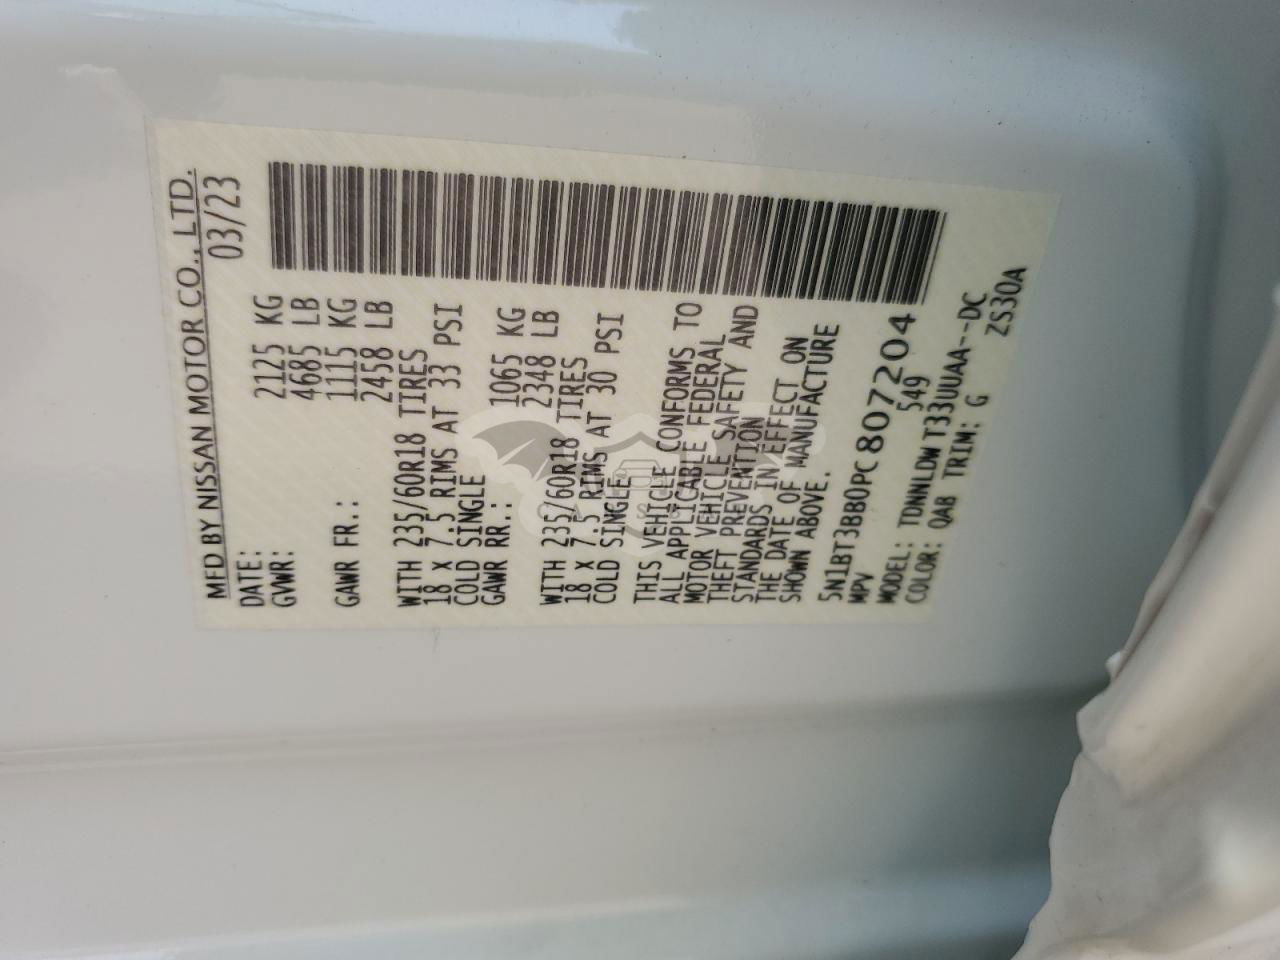 MFD BY NISSAN MOTOR CO., LTD.
DATE: 03/23
GVWR: 2125 KG
4685 LB
GAWR FR.: 1115 KG
2458 LB
WITH 235/60R18 TIRES
18 X 7.5 RIMS AT 33 PSI
COLD SINGLE
GAWR RR.: 1065 KG
2348 LB
WITH 235/60R18 TIRES
18 X 7.5 RIMS AT 30 PSI
COLD SINGLE
THIS VEHICLE CONFORMS TO
ALL APPLICABLE FEDERAL
MOTOR VEHICLE SAFETY AND
THEFT PREVENTION
STANDARDS IN EFFECT ON
THE DATE OF MANUFACTURE
SHOWN ABOVE.
5N1BT3BB0PC807204
MPV 549
MODEL: TDNNLDWT33UUAA--DC
COLOR: QAB TRIM: G ZS30A